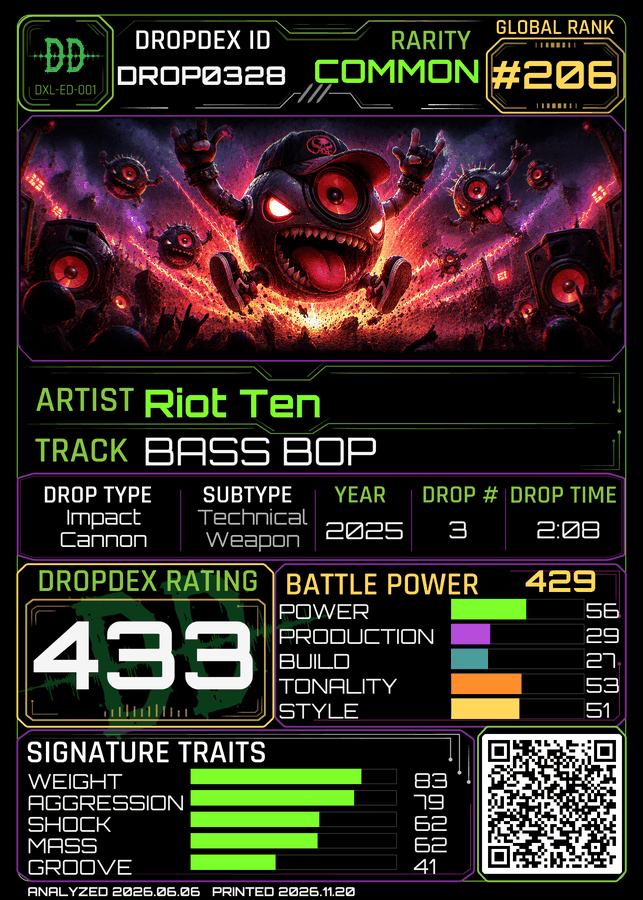 DD
DXL-ED-001
DROPDEX ID
DROP0328
RARITY
COMMON
GLOBAL RANK
#206
ARTIST Riot Ten
TRACK BASS BOP
DROP TYPE
Impact
Cannon
SUBTYPE
Technical
Weapon
YEAR
2025
DROP #
3
DROP TIME
2:08
DROPDEX RATING
433
BATTLE POWER 429
POWER 56
PRODUCTION 29
BUILD 27
TONALITY 53
STYLE 51
SIGNATURE TRAITS
WEIGHT 83
AGGRESSION 79
SHOCK 62
MASS 62
GROOVE 41
ANALYZED 2026.06.06 PRINTED 2026.11.20